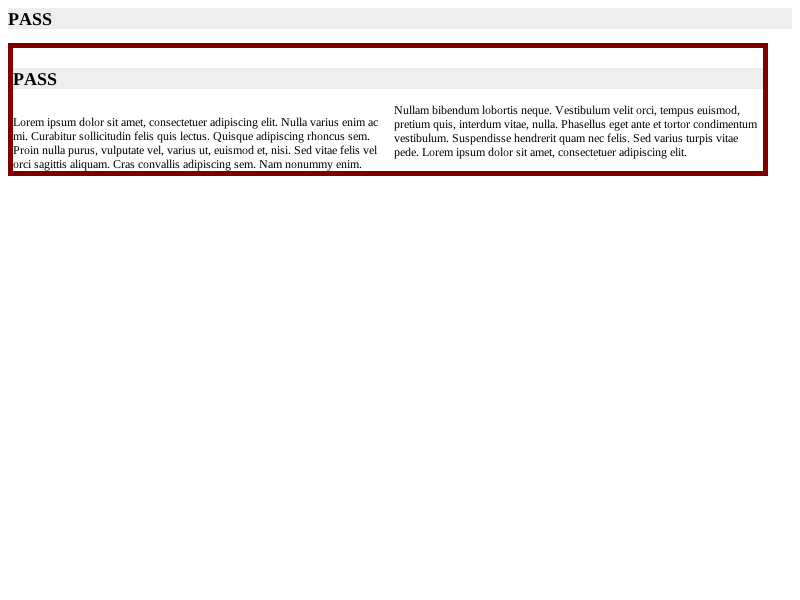 PASS
PASS
Lorem ipsum dolor sit amet, consectetuer adipiscing elit. Nulla varius enim ac
mi. Curabitur sollicitudin felis quis lectus. Quisque adipiscing rhoncus sem.
Proin nulla purus, vulputate vel, varius ut, euismod et, nisi. Sed vitae felis vel
orci sagittis aliquam. Cras convallis adipiscing sem. Nam nonummy enim.
Nullam bibendum lobortis neque. Vestibulum velit orci, tempus euismod,
pretium quis, interdum vitae, nulla. Phasellus eget ante et tortor condimentum
vestibulum. Suspendisse hendrerit quam nec felis. Sed varius turpis vitae
pede. Lorem ipsum dolor sit amet, consectetuer adipiscing elit.